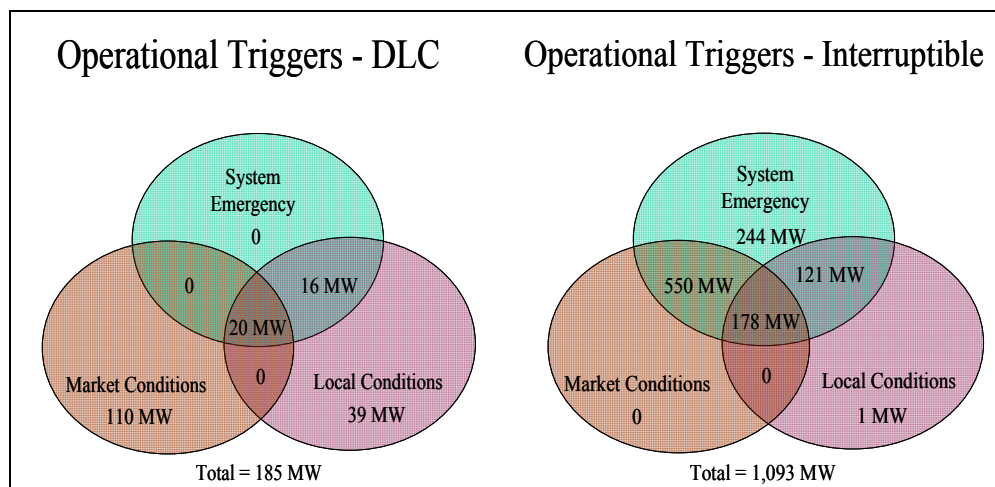 Operational Triggers - DLC
System
Emergency
0
0
16 MW
20 MW
0
Market Conditions
110 MW
Local Conditions
39 MW
Total = 185 MW
Operational Triggers - Interruptible
System
Emergency
244 MW
550 MW
121 MW
178 MW
0
Market Conditions
0
Local Conditions
1 MW
Total = 1,093 MW